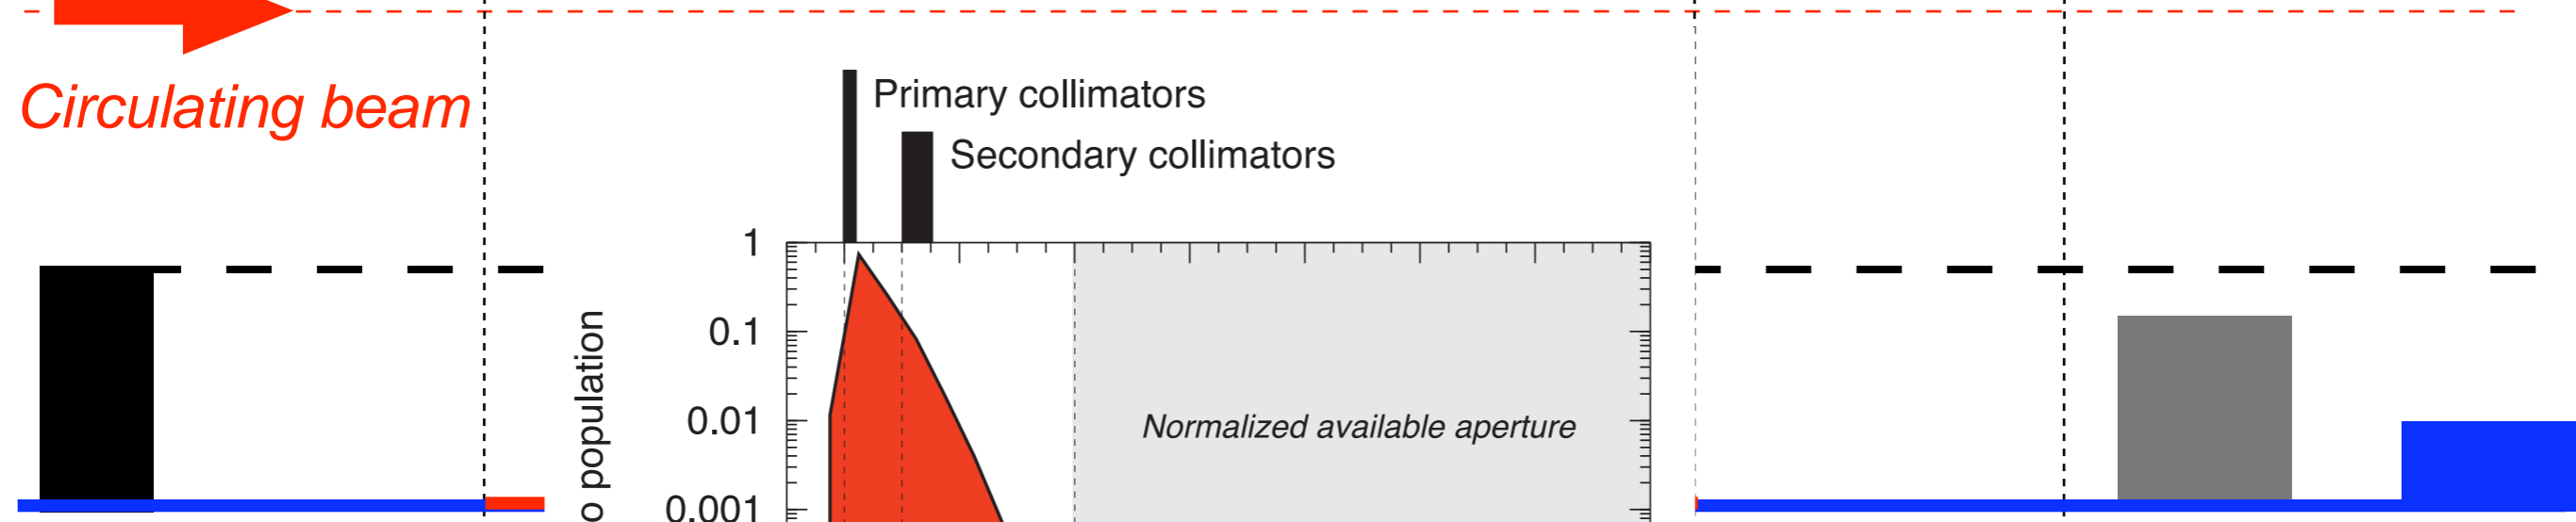 Circulating beam
Primary collimators
Secondary collimators
1
0.1
0.01
0.001
population
Normalized available aperture